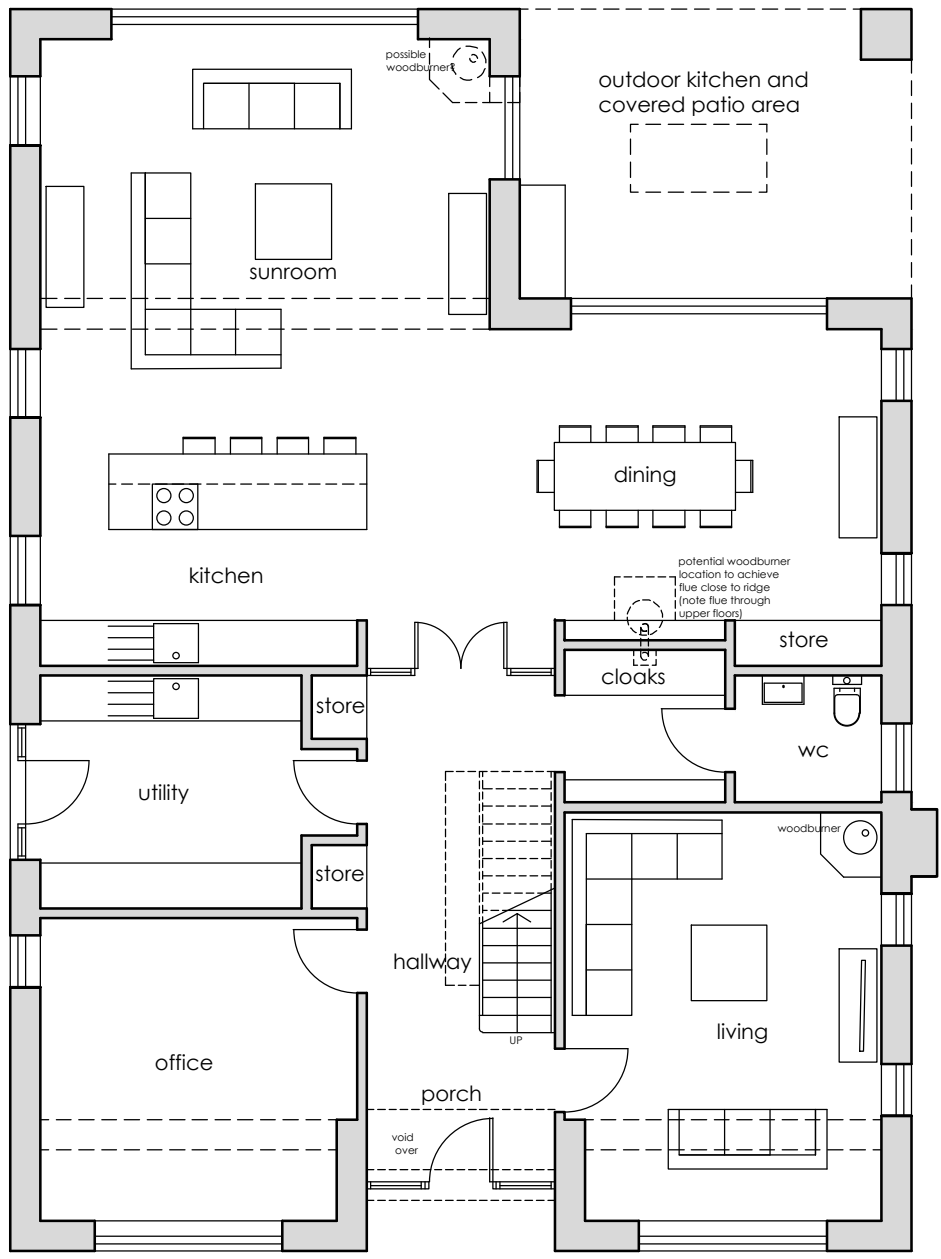 possible
woodburner?
outdoor kitchen and
covered patio area
sunroom
dining
kitchen
potential woodburner
location to achieve
flue close to ridge
(note flue through
upper floors)
store
cloaks
store
wc
utility
woodburner
store
hallway
living
UP
office
porch
void
over